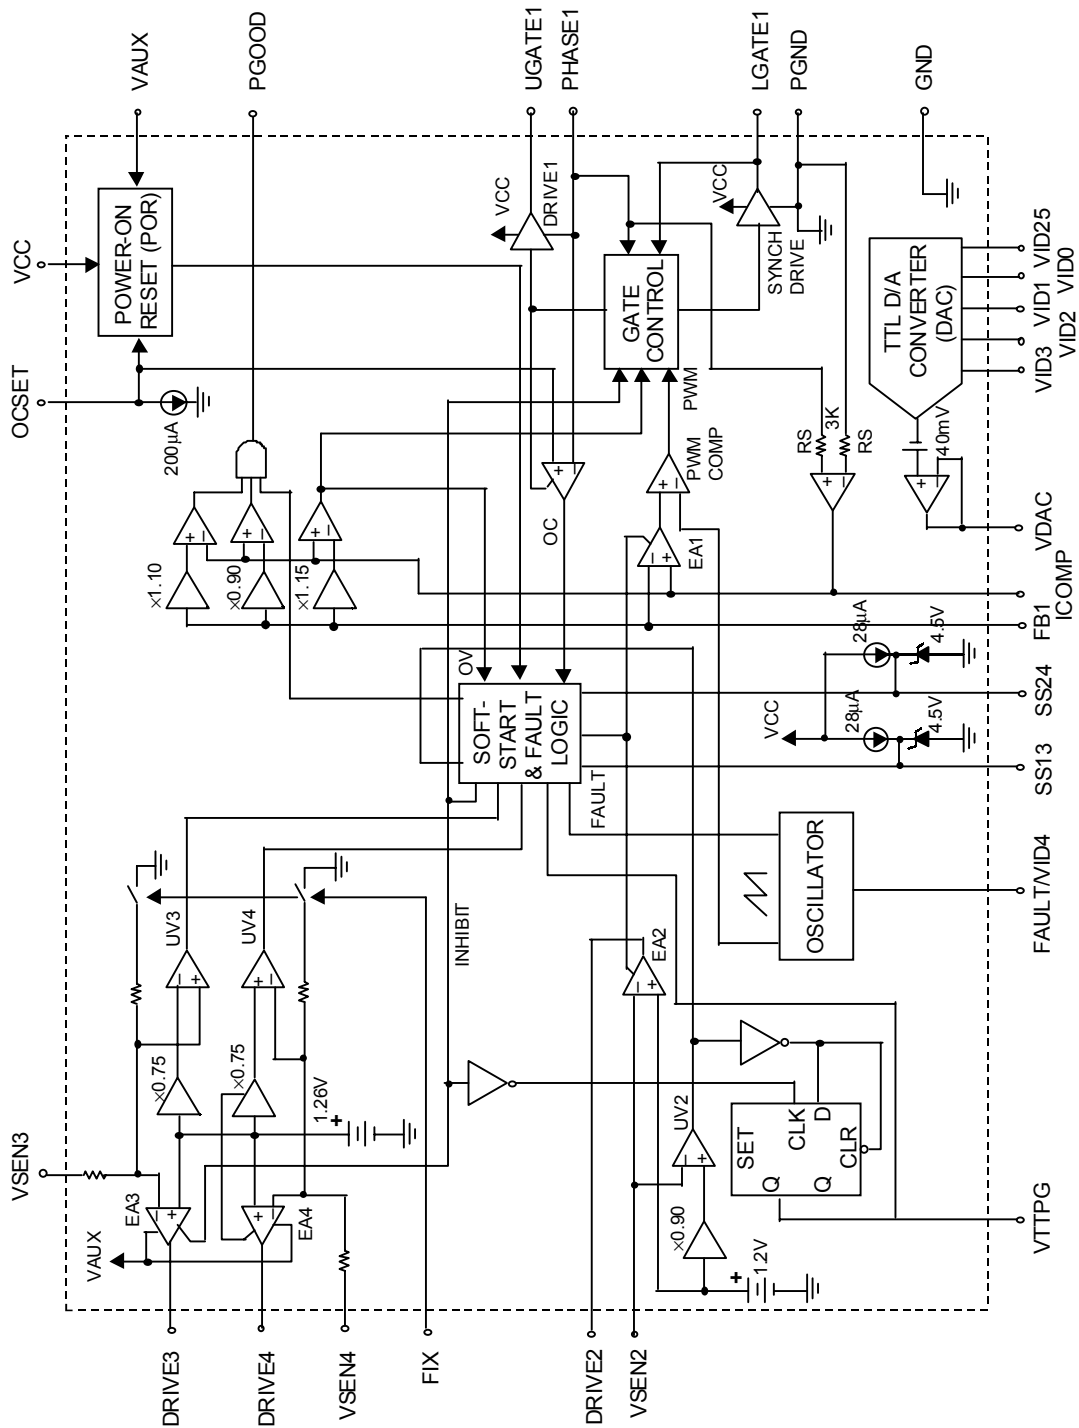 VCC
OCSET
VAUX
PGOOD
UGATE1
PHASE1
LGATE1
PGND
GND
POWER-ON
RESET (POR)
200µA
VCC
DRIVE1
VCC
SYNCH
DRIVE
GATE
CONTROL
PWM
OC
PWM
COMP
EA1
×1.10
×0.90
×1.15
RS
3K
RS
TTL D/A
CONVERTER
(DAC)
40mV
VID3
VID2
VID1
VID0
VID25
VDAC
ICOMP
FB1
SS24
SS13
28µA
4.5V
28µA
4.5V
VCC
OV
SOFT-
START
& FAULT
LOGIC
FAULT
INHIBIT
OSCILLATOR
FAULT/VID4
UV3
UV4
×0.75
×0.75
1.26V
+
VSEN3
EA3
EA4
VAUX
DRIVE3
DRIVE4
VSEN4
FIX
DRIVE2
VSEN2
EA2
UV2
×0.90
1.2V
+
SET
CLK
D
CLR
Q
Q
VTTPG